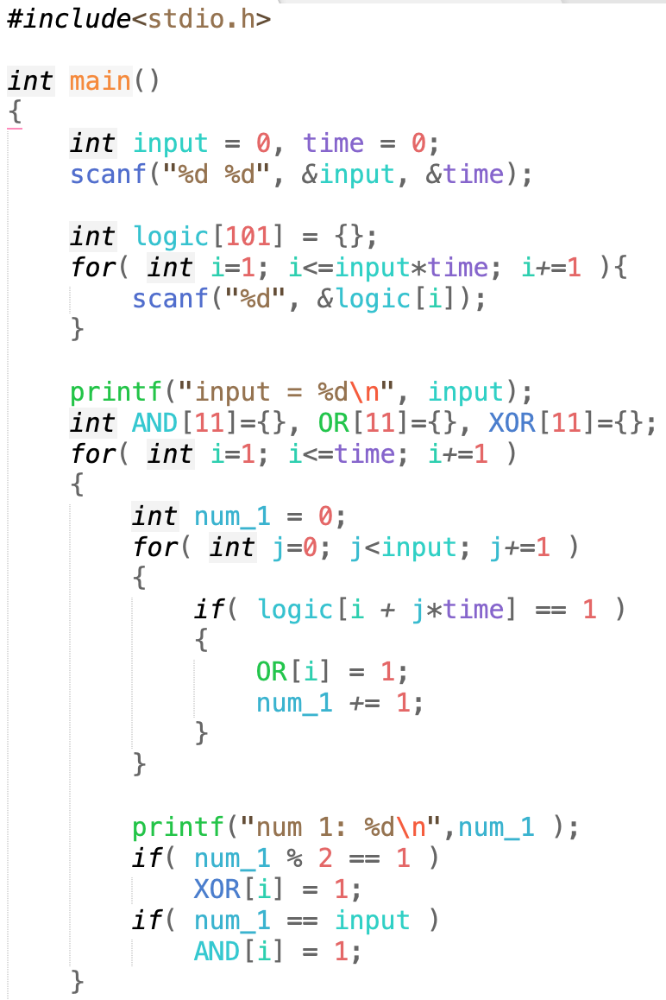 #include<stdio.h>

int main()
{
    int input = 0, time = 0;
    scanf("%d %d", &input, &time);

    int logic[101] = {};
    for( int i=1; i<=input*time; i+=1 ){
        scanf("%d", &logic[i]);
    }

    printf("input = %d\n", input);
    int AND[11]={}, OR[11]={}, XOR[11]={};
    for( int i=1; i<=time; i+=1 )
    {
        int num_1 = 0;
        for( int j=0; j<input; j+=1 )
        {
            if( logic[i + j*time] == 1 )
            {
                OR[i] = 1;
                num_1 += 1;
            }
        }

        printf("num 1: %d\n",num_1 );
        if( num_1 % 2 == 1 )
            XOR[i] = 1;
        if( num_1 == input )
            AND[i] = 1;
    }